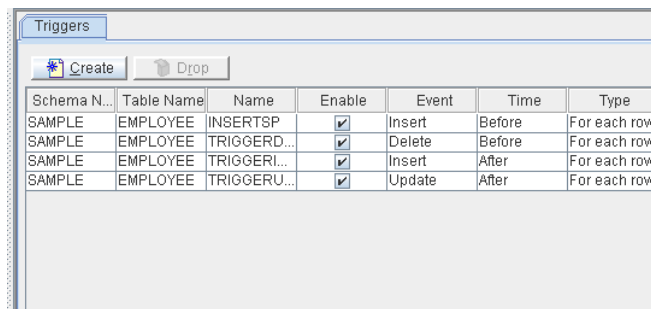 Triggers
Create Drop
Schema N... Table Name Name Enable Event Time Type
SAMPLE EMPLOYEE INSERTSP Insert Before For each row
SAMPLE EMPLOYEE TRIGGERD... Delete Before For each row
SAMPLE EMPLOYEE TRIGGERI... Insert After For each row
SAMPLE EMPLOYEE TRIGGERU... Update After For each row